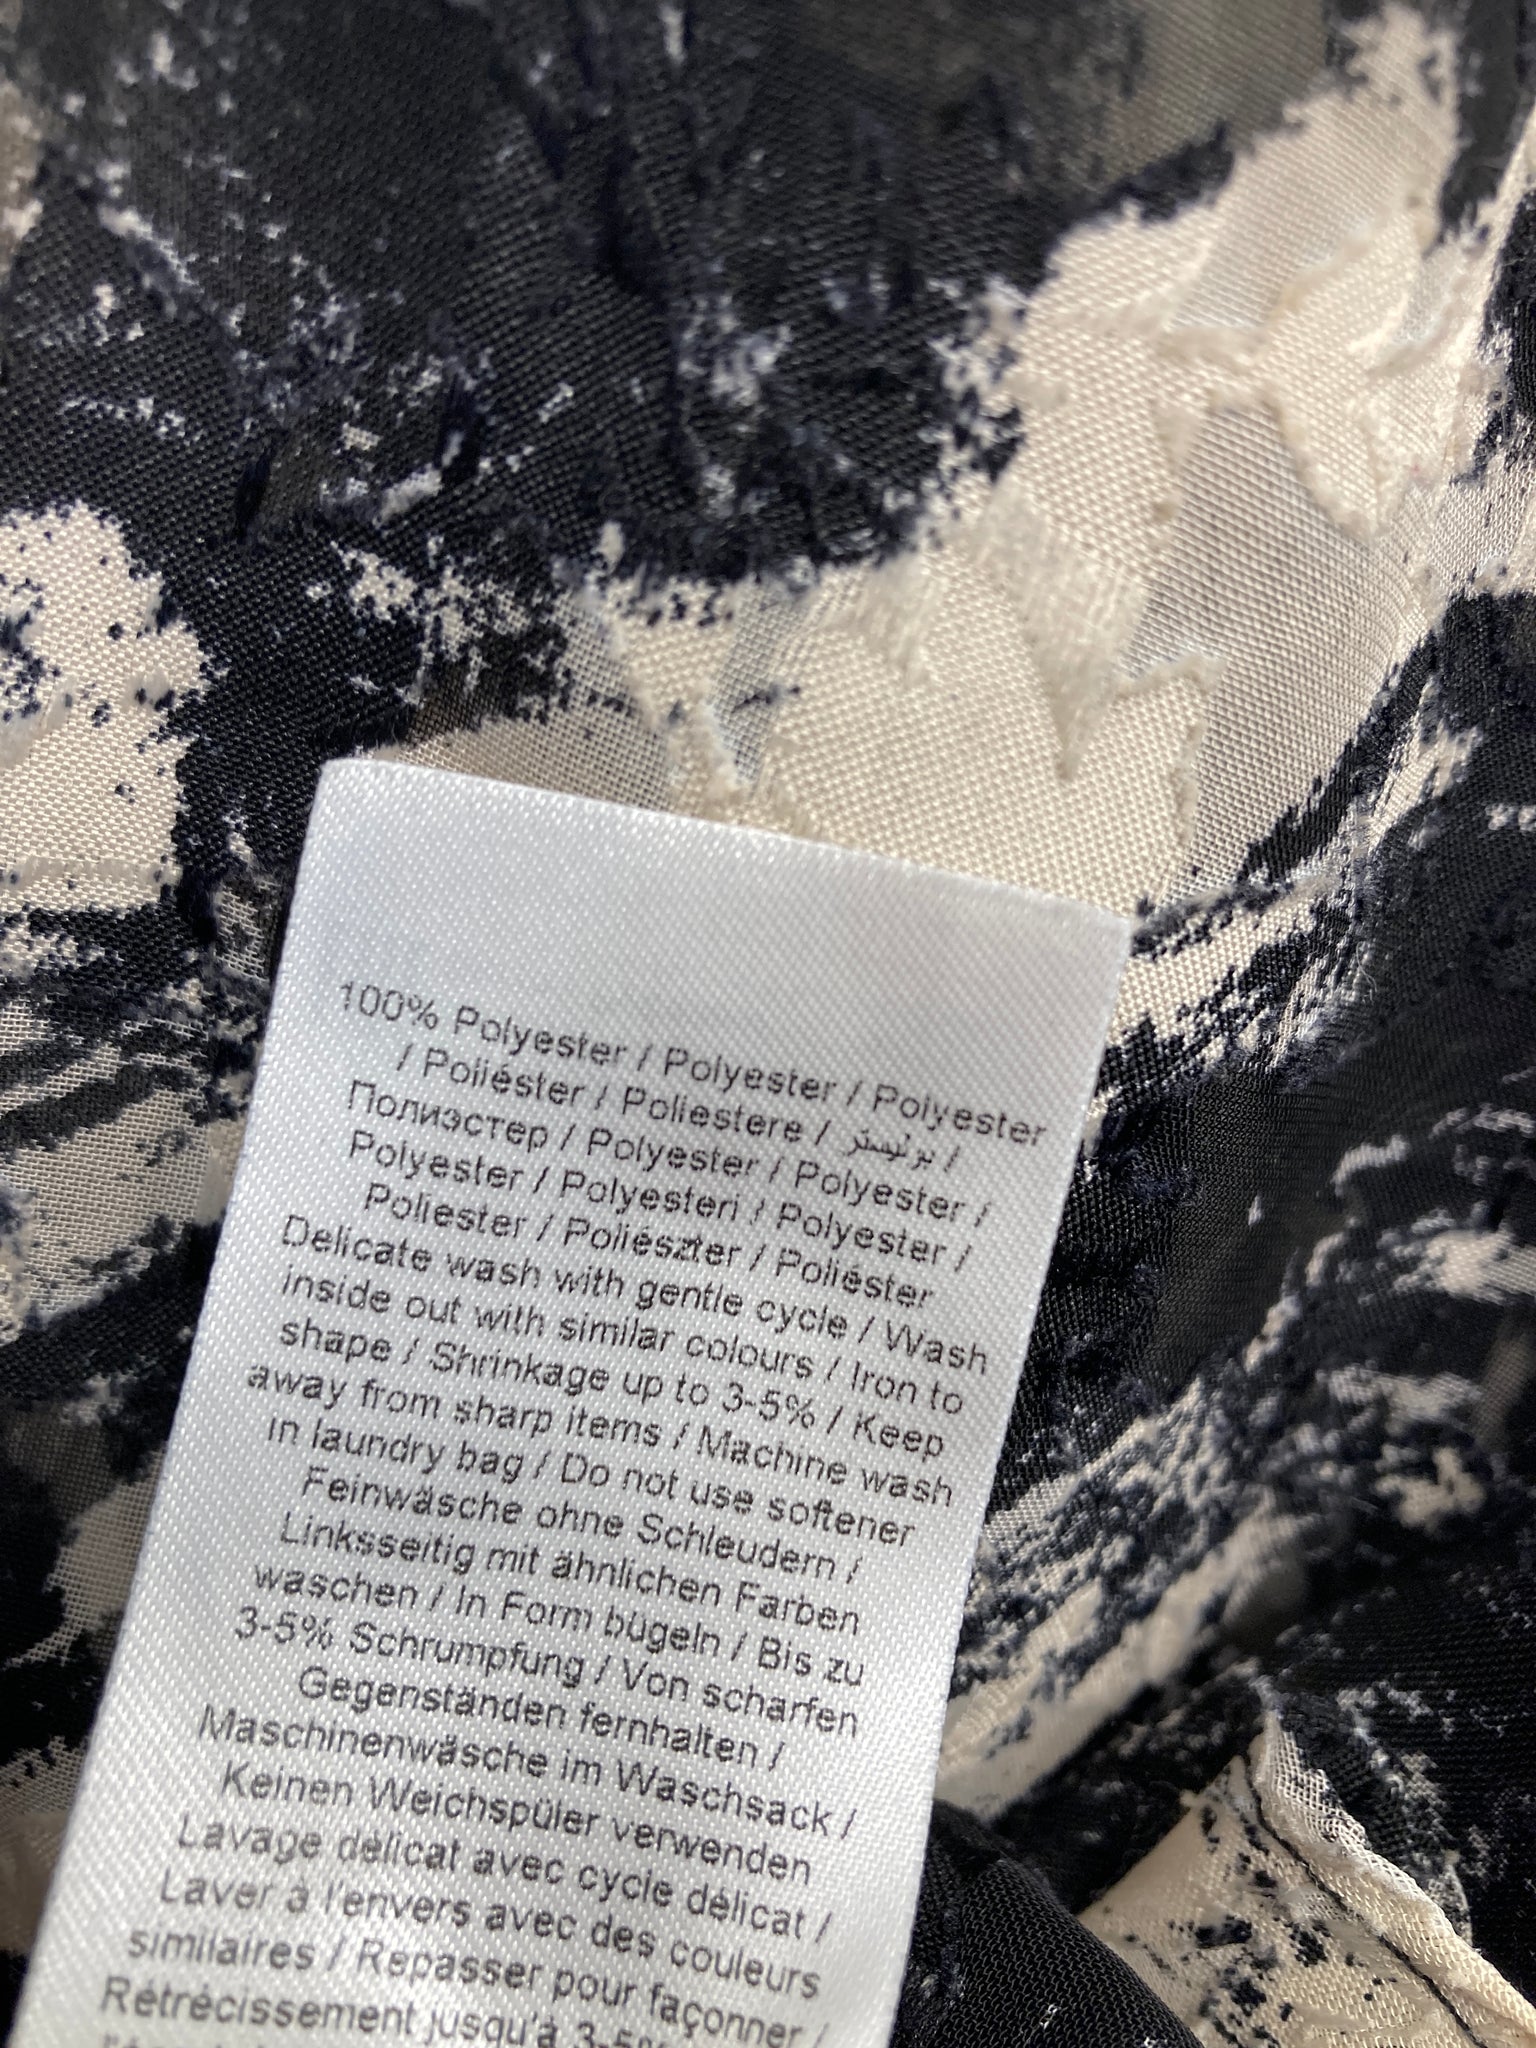 100% Polyester / Polyester / Polyester
/ Poliéster / Poliestere / بوليستر /
Полиэстер / Polyester / Polyester /
Polyester / Polyesteri / Polyester /
Poliester / Poliészter / Poliéster
Delicate wash with gentle cycle / Wash
inside out with similar colours / Iron to
shape / Shrinkage up to 3-5% / Keep
away from sharp items / Machine wash
in laundry bag / Do not use softener
Feinwäsche ohne Schleudern /
Linksseitig mit ähnlichen Farben
waschen / In Form bügeln / Bis zu
3-5% Schrumpfung / Von scharfen
Gegenständen fernhalten /
Maschinenwäsche im Waschsack /
Keinen Weichspüler verwenden
Lavage délicat avec cycle délicat /
Laver à l'envers avec des couleurs
similaires / Repasser pour façonner /
Rétrécissement jusqu'à 3-5%